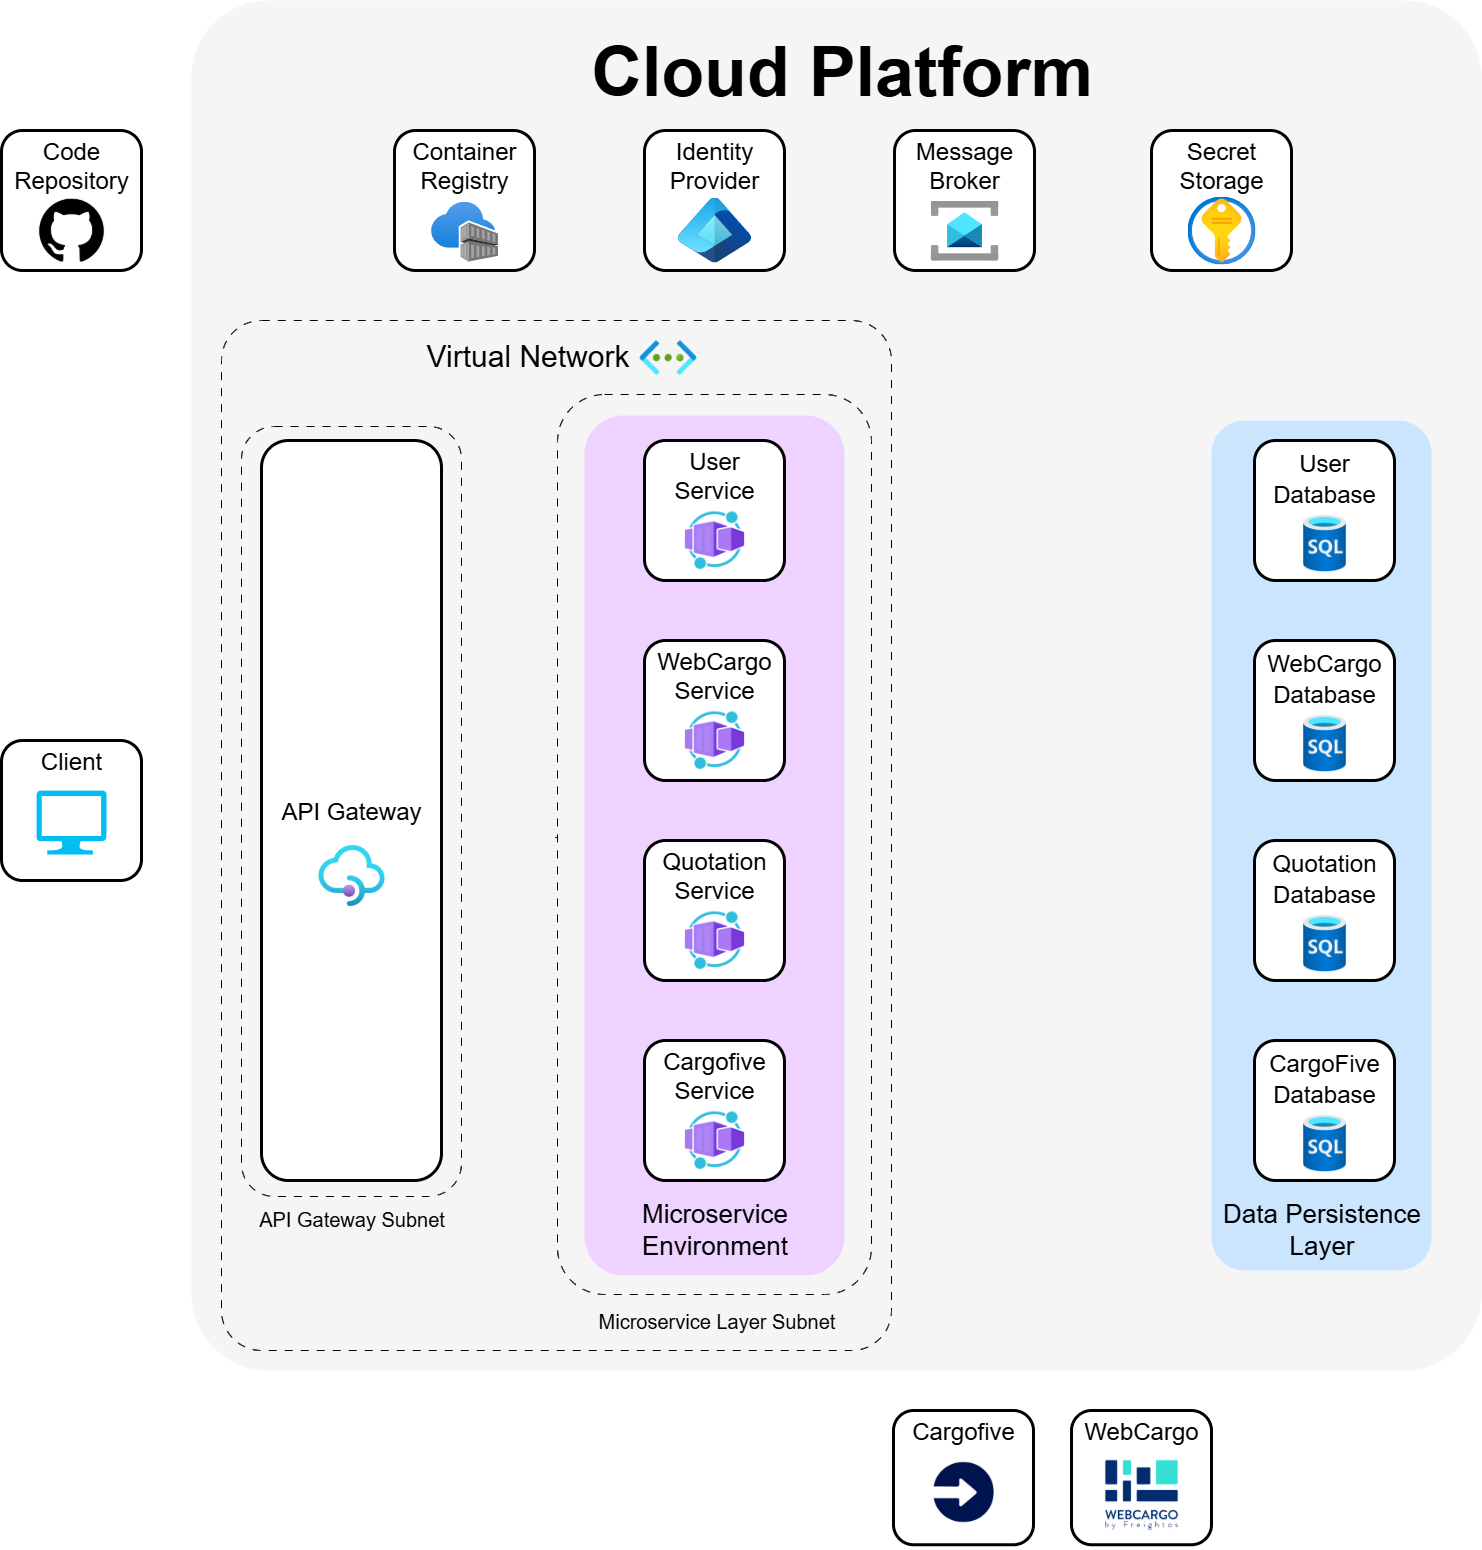 Cloud Platform
Code
Repository
Container
Registry
Identity
Provider
Message
Broker
Secret
Storage
Virtual Network
User
Service
User
Database
SQL
WebCargo
Service
WebCargo
Database
SQL
Client
API Gateway
Quotation
Service
Quotation
Database
SQL
Cargofive
Service
CargoFive
Database
SQL
API Gateway Subnet
Microservice
Environment
Data Persistence
Layer
Microservice Layer Subnet
Cargofive
WebCargo
WEBCARGO
by Freightos